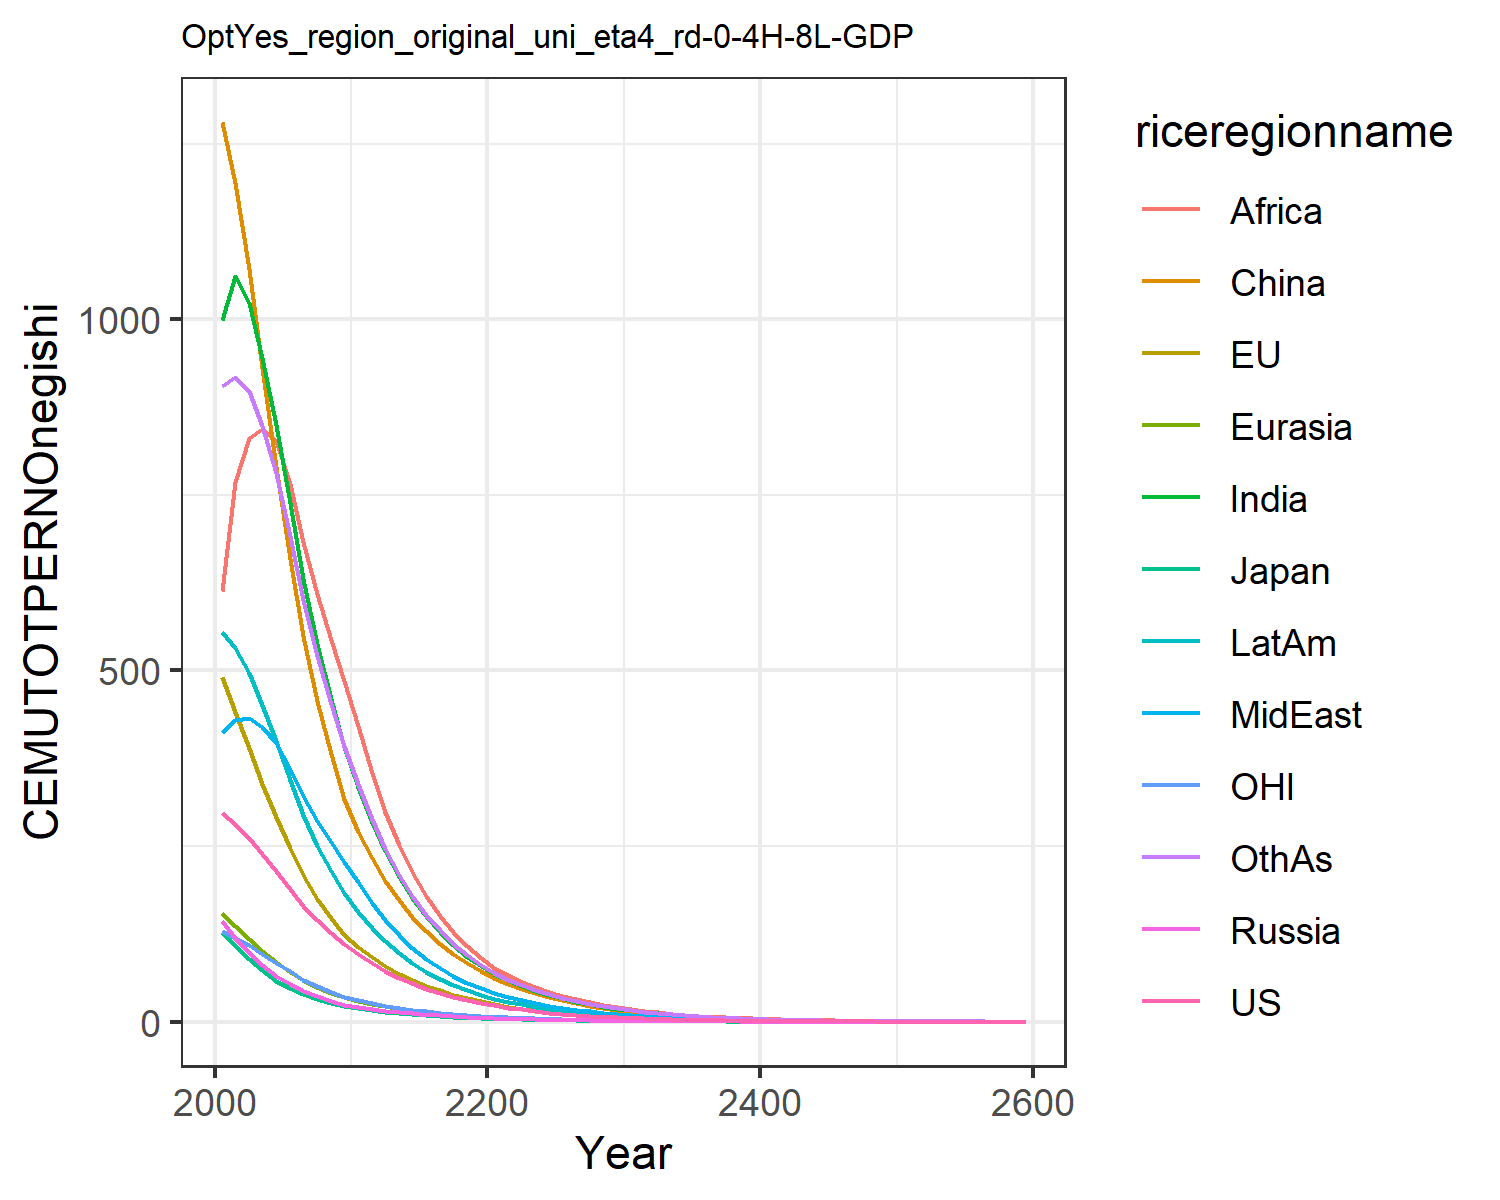 OptYes_region_original_uni_eta4_rd-0-4H-8L-GDP
CEMUTOTPERNOnegishi
1000
500
0
2000
2200
2400
2600
Year
riceregionname
Africa
China
EU
Eurasia
India
Japan
LatAm
MidEast
OHI
OthAs
Russia
US